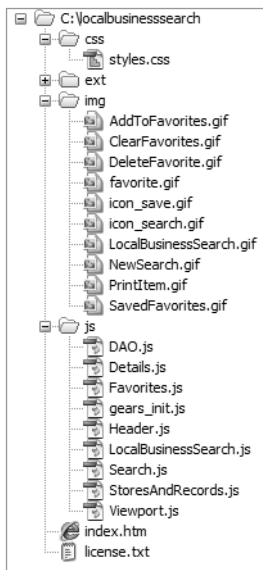 C:\localbusinesssearch
css
styles.css
ext
img
AddToFavorites.gif
ClearFavorites.gif
DeleteFavorite.gif
favorite.gif
icon_save.gif
icon_search.gif
LocalBusinessSearch.gif
NewSearch.gif
PrintItem.gif
SavedFavorites.gif
js
DAO.js
Details.js
Favorites.js
gears_init.js
Header.js
LocalBusinessSearch.js
Search.js
StoresAndRecords.js
Viewport.js
index.htm
license.txt